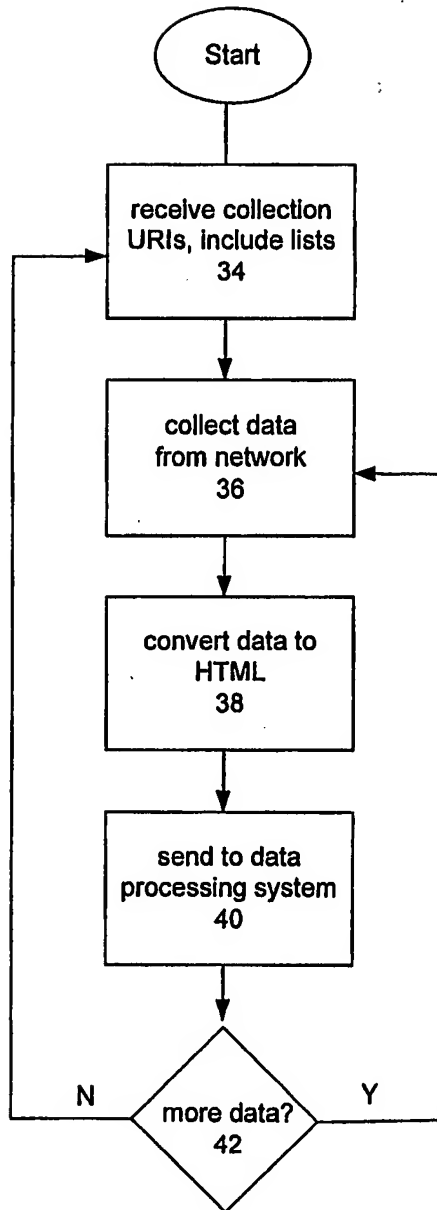 Start
receive collection
URIs, include lists
34
collect data
from network
36
convert data to
HTML
38
send to data
processing system
40
N
Y
more data?
42